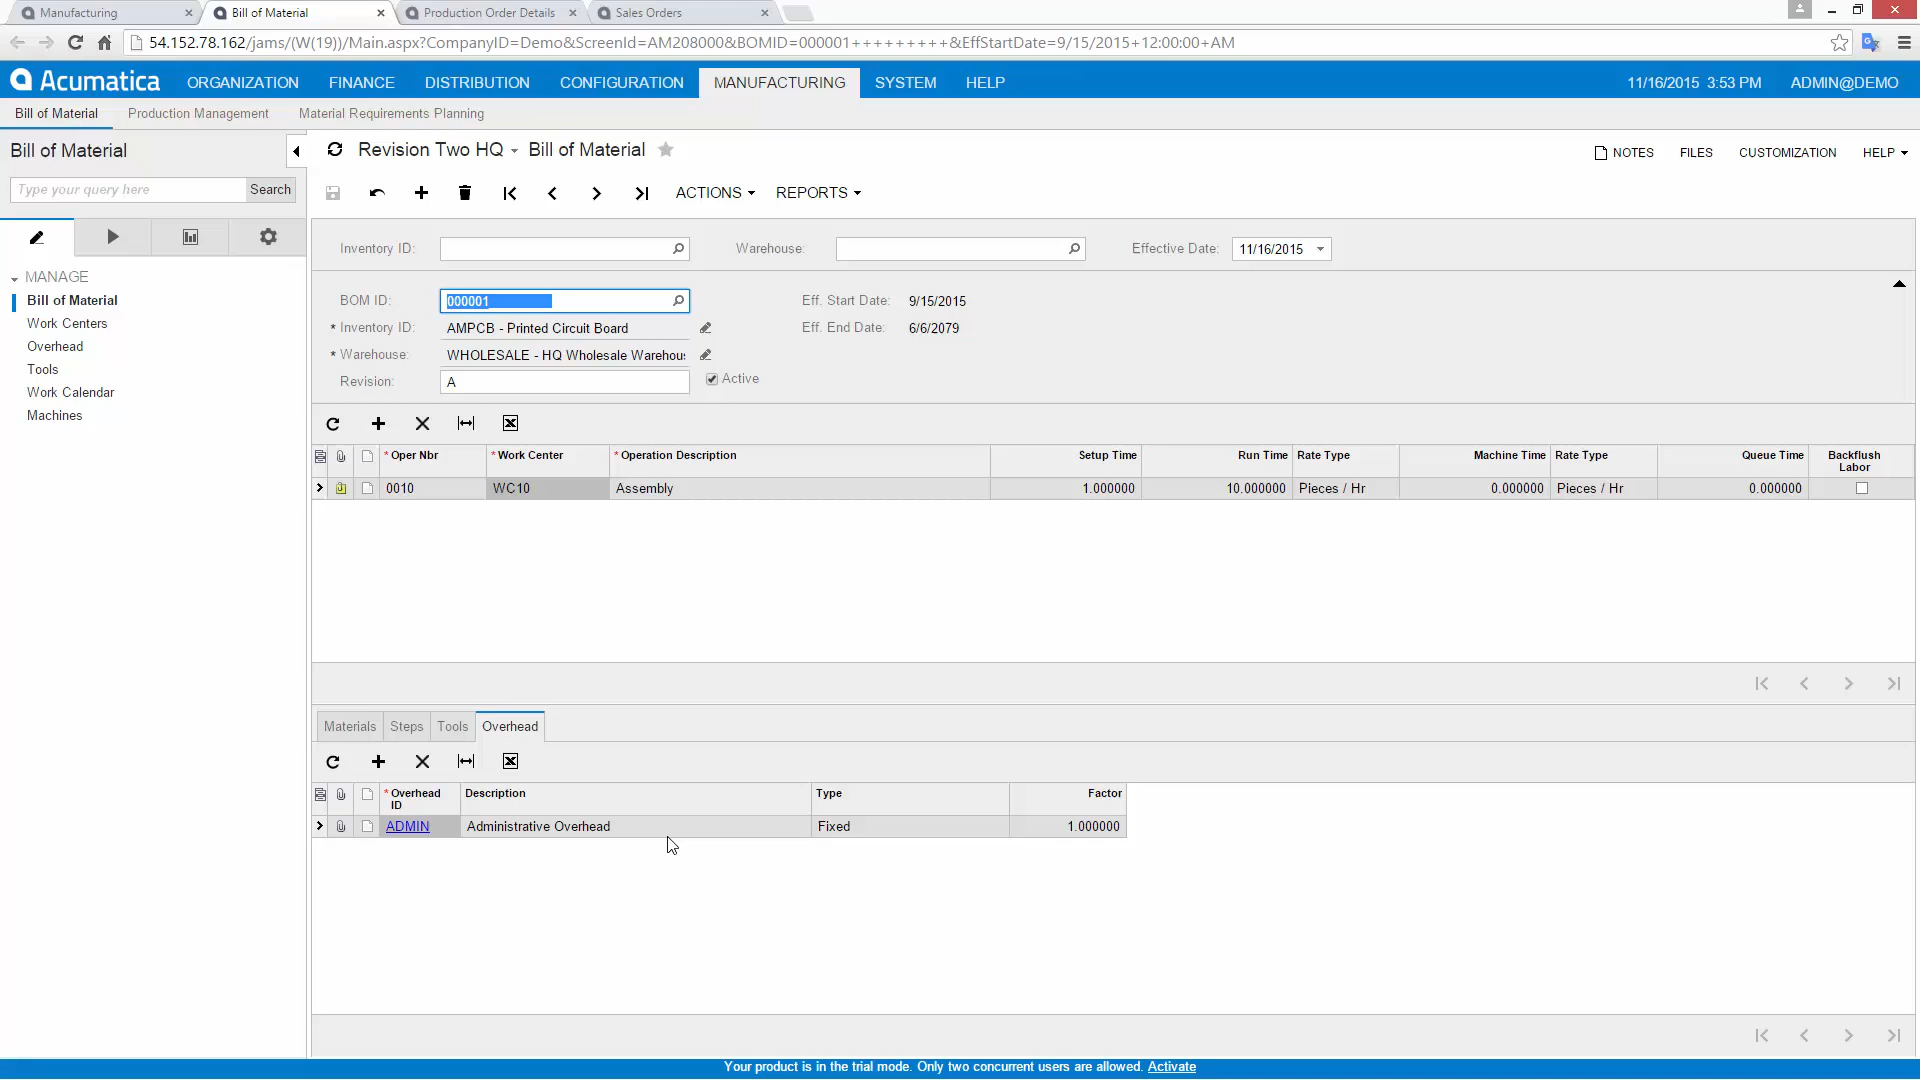 Manufacturing
Bill of Material
Production Order Details
Sales Orders
54.152.78.162/jams/(W(19))/Main.aspx?CompanyID=Demo&ScreenId=AM208000&BOMID=000001+++++++++&EffStartDate=9/15/2015+12:00:00+AM
Acumatica
ORGANIZATION
FINANCE
DISTRIBUTION
CONFIGURATION
MANUFACTURING
SYSTEM
HELP
11/16/2015 3:53 PM
ADMIN@DEMO
Bill of Material
Production Management
Material Requirements Planning
Bill of Material
Type your query here
Search
MANAGE
Bill of Material
Work Centers
Overhead
Tools
Work Calendar
Machines
Revision Two HQ
Bill of Material
NOTES
FILES
CUSTOMIZATION
HELP
ACTIONS
REPORTS
Inventory ID:
Warehouse:
Effective Date: 11/16/2015
BOM ID: 000001
Eff. Start Date: 9/15/2015
* Inventory ID: AMPCB - Printed Circuit Board
Eff. End Date: 6/6/2079
* Warehouse: WHOLESALE - HQ Wholesale Warehou
Revision: A
Active
* Oper Nbr
* Work Center
* Operation Description
Setup Time
Run Time
Rate Type
Machine Time
Rate Type
Queue Time
Backflush
Labor
0010
WC10
Assembly
1.000000
10.000000
Pieces / Hr
0.000000
Pieces / Hr
0.000000
Materials
Steps
Tools
Overhead
* Overhead
ID
Description
Type
Factor
ADMIN
Administrative Overhead
Fixed
1.000000
Your product is in the trial mode. Only two concurrent users are allowed. Activate